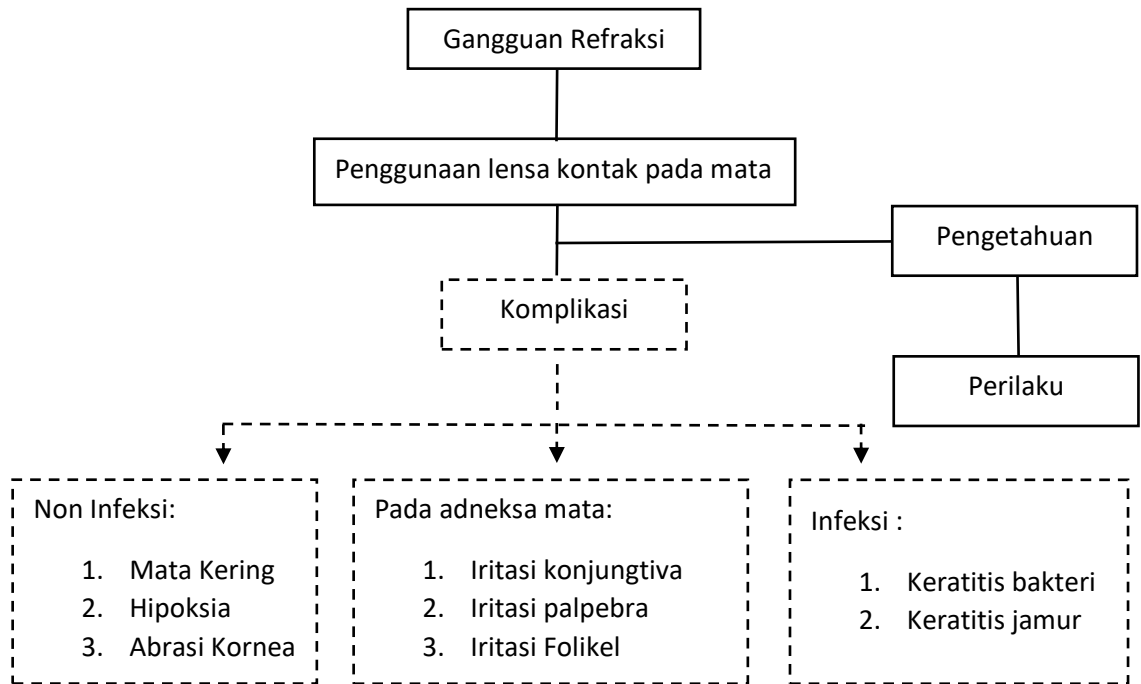 Gangguan Refraksi
Penggunaan lensa kontak pada mata
Pengetahuan
Komplikasi
Perilaku
Non Infeksi:
1. Mata Kering
2. Hipoksia
3. Abrasi Kornea
Pada adneksa mata:
1. Iritasi konjungtiva
2. Iritasi palpebra
3. Iritasi Folikel
Infeksi :
1. Keratitis bakteri
2. Keratitis jamur